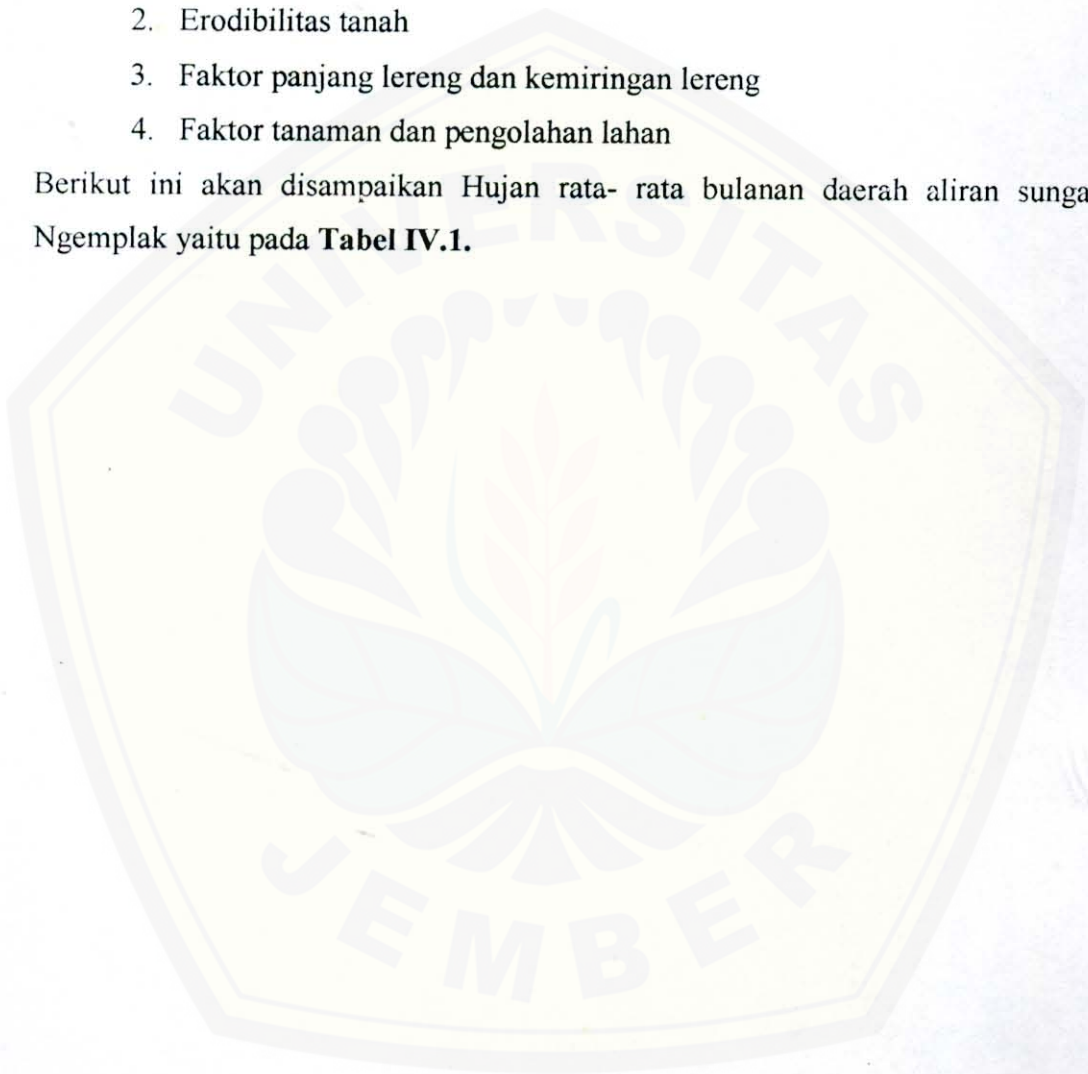 2. Erodibilitas tanah
3. Faktor panjang lereng dan kemiringan lereng
4. Faktor tanaman dan pengolahan lahan
Berikut ini akan disampaikan Hujan rata- rata bulanan daerah aliran sunga
Ngemplak yaitu pada Tabel IV.1.
UNIVERSITAS
JEMBER